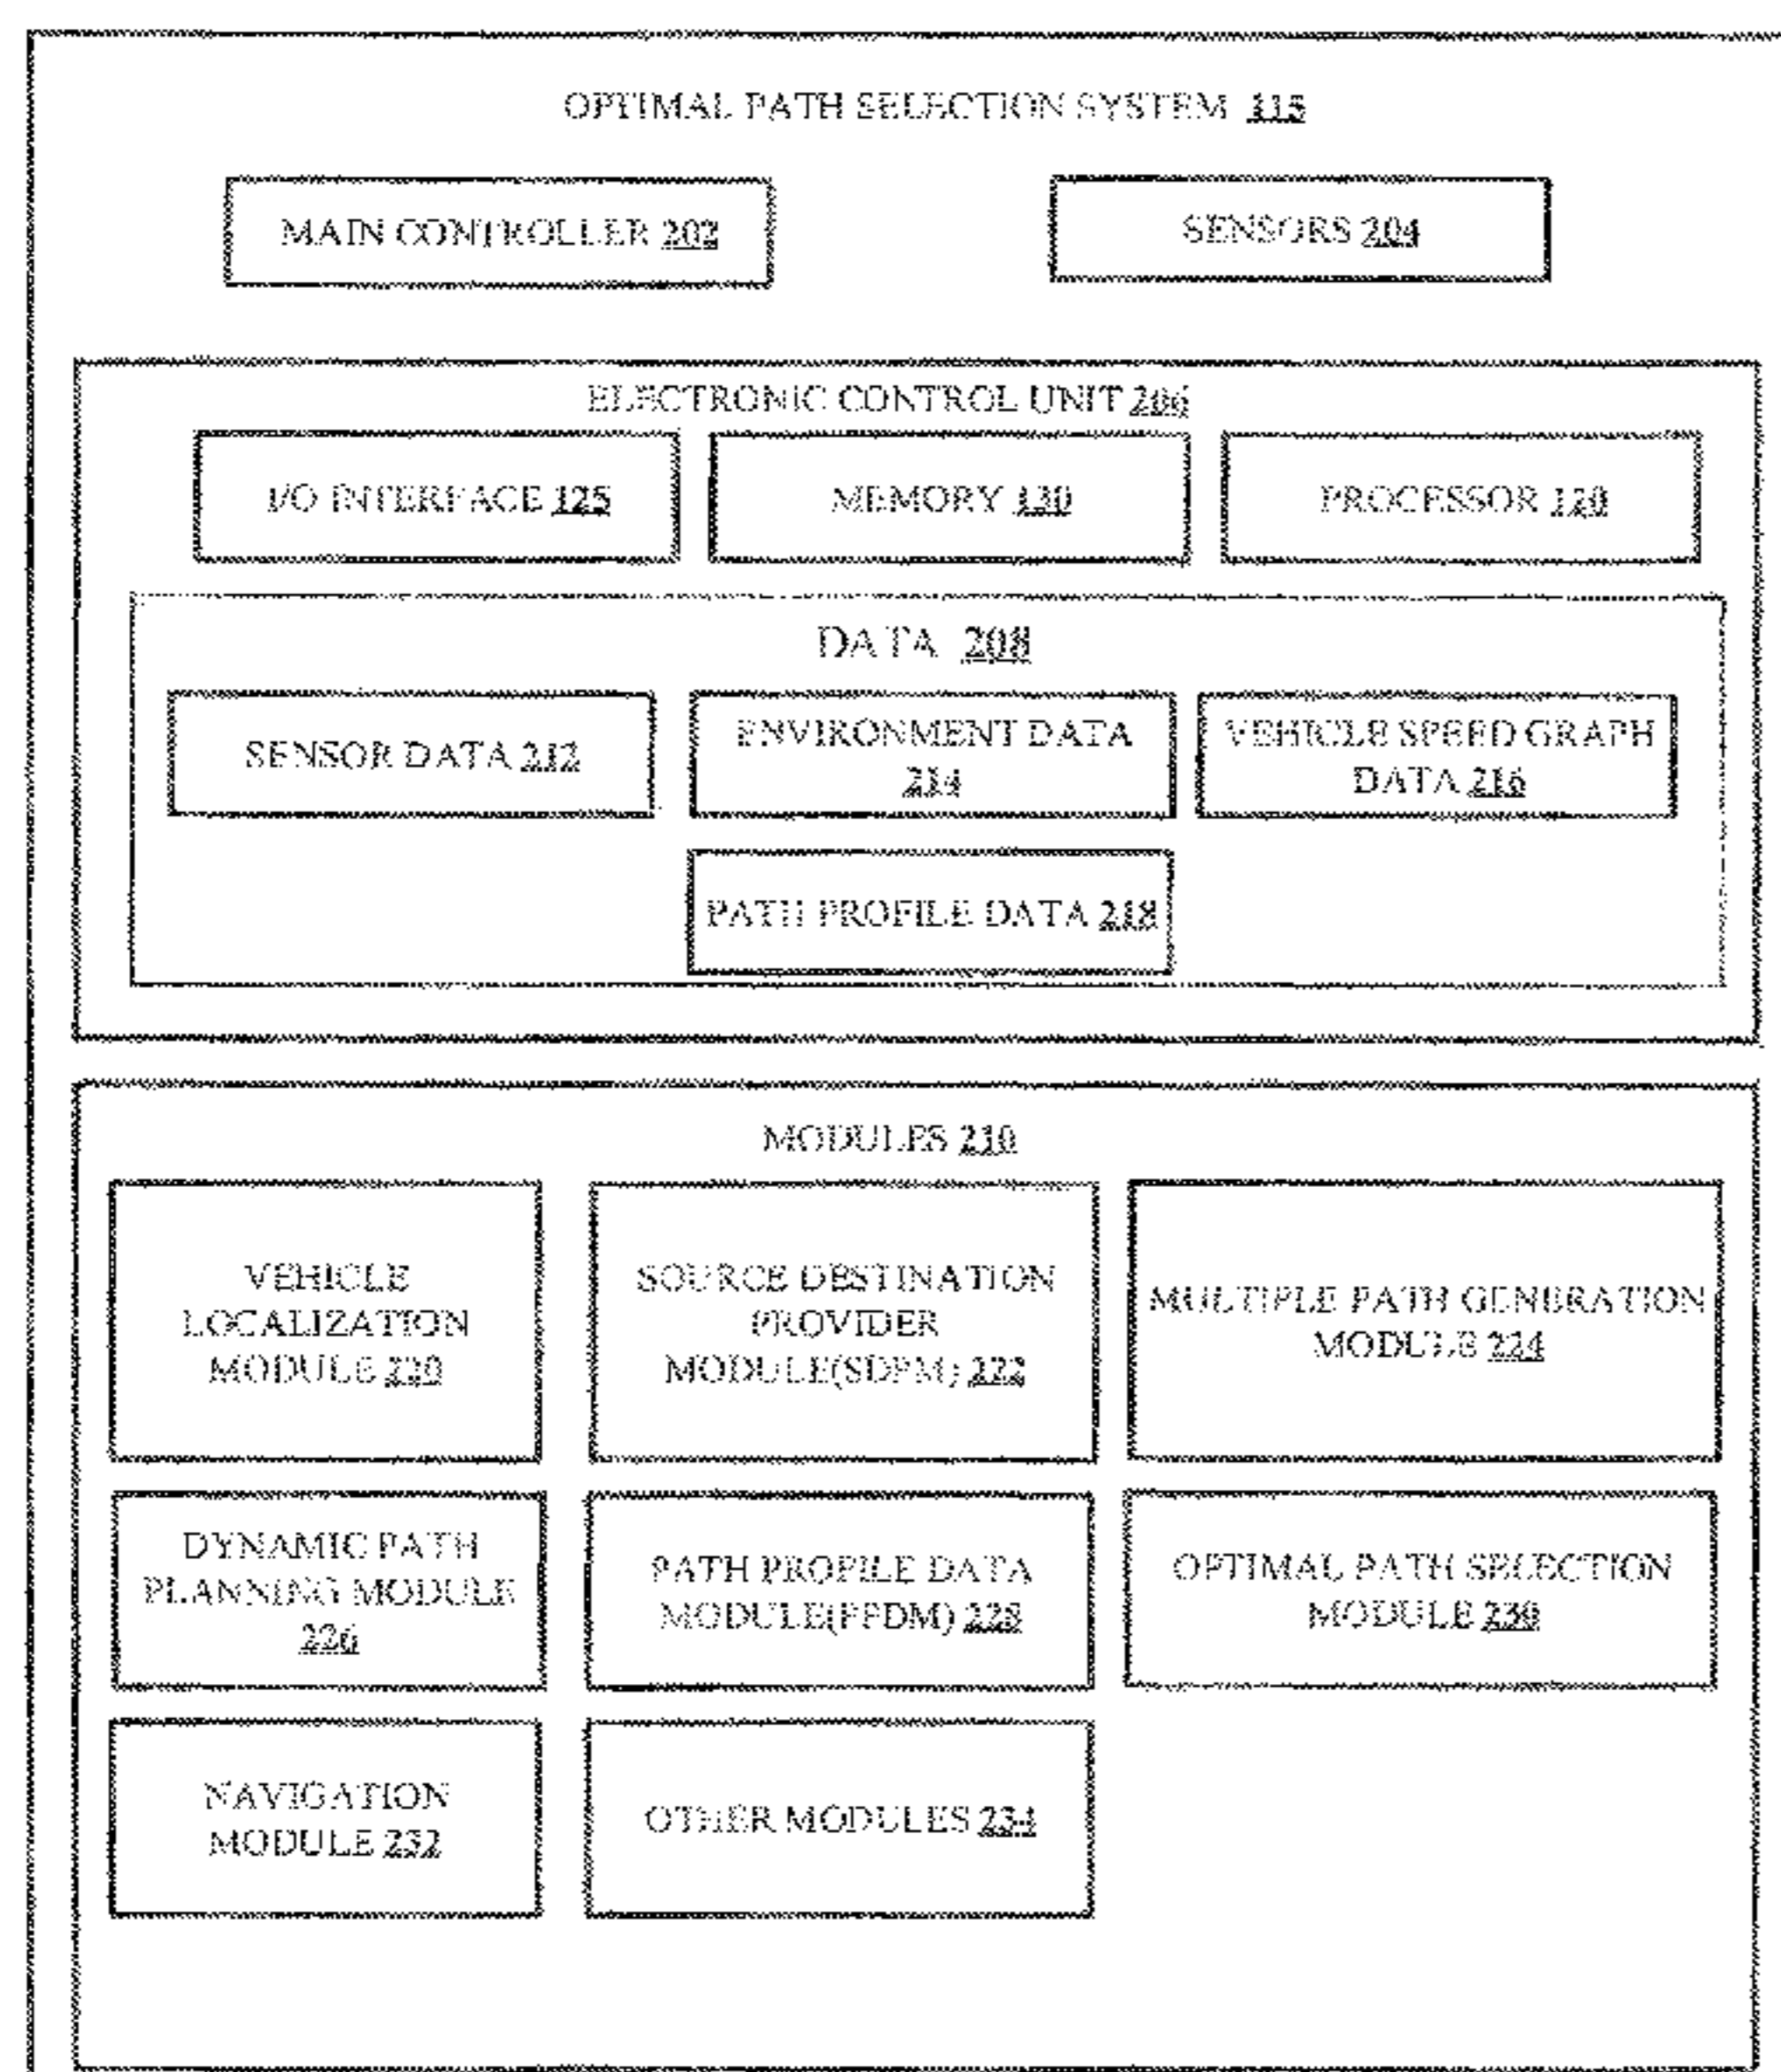 OPTIMAL PATH SELECTION SYSTEM 115
MAIN CONTROLLER 202
SENSORS 204
ELECTRONIC CONTROL UNIT 206
I/O INTERFACE 125
MEMORY 130
PROCESSOR 120
DATA 208
SENSOR DATA 212
ENVIRONMENT DATA
214
VEHICLE SPEED GRAPH
DATA 216
PATH PROFILE DATA 218
MODULES 210
VEHICLE
LOCALIZATION
MODULE 220
SOURCE DESTINATION
PROVIDER
MODULE(SDPM) 222
MULTIPLE PATH GENERATION
MODULE 224
DYNAMIC PATH
PLANNING MODULE
226
PATH PROFILE DATA
MODULE(PPDM) 228
OPTIMAL PATH SELECTION
MODULE 230
NAVIGATION
MODULE 232
OTHER MODULES 234